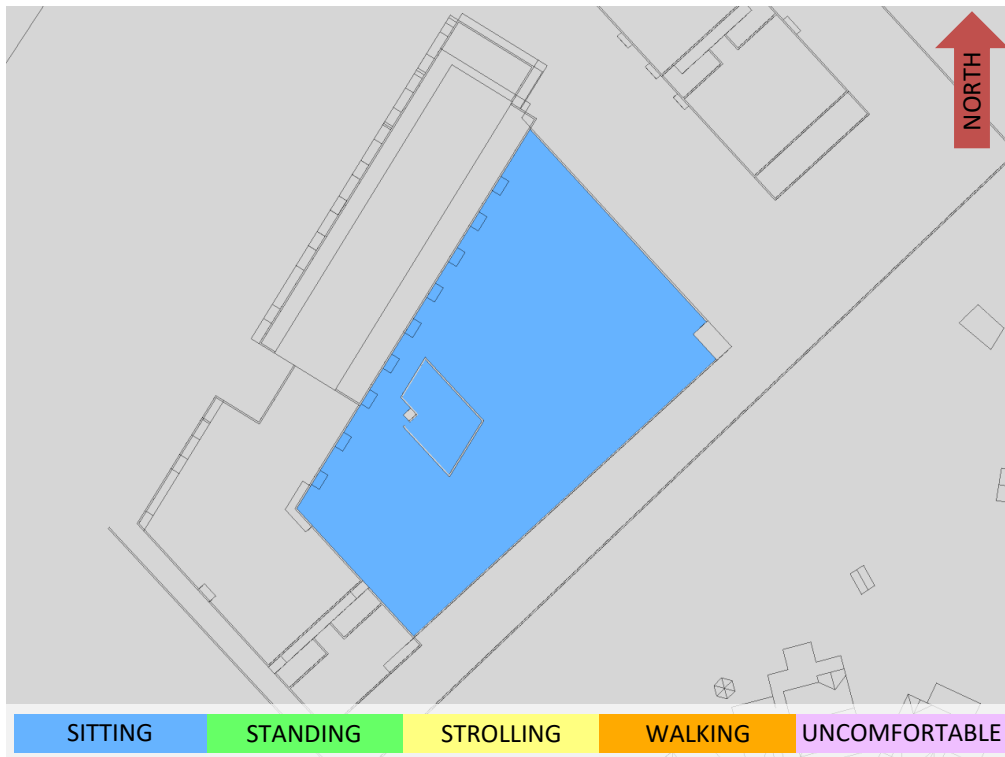 NORTH
SITTING
STANDING
STROLLING
WALKING
UNCOMFORTABLE